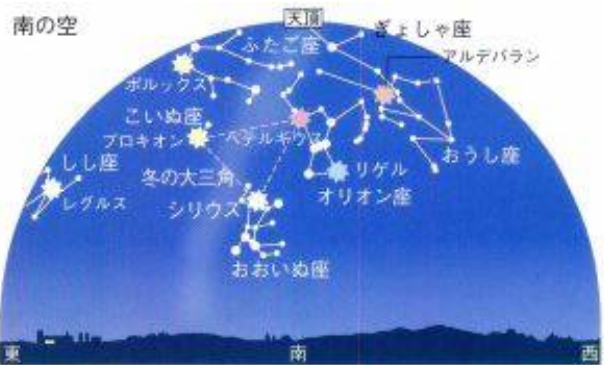 南の空
天頂
ぎょしゃ座
ふたご座
アルデバラン
ポルックス
こいぬ座
プロキオン
ベテルギウス
おうし座
しし座
リゲル
冬の大三角
オリオン座
レグルス
シリウス
おおいぬ座
東
南
西